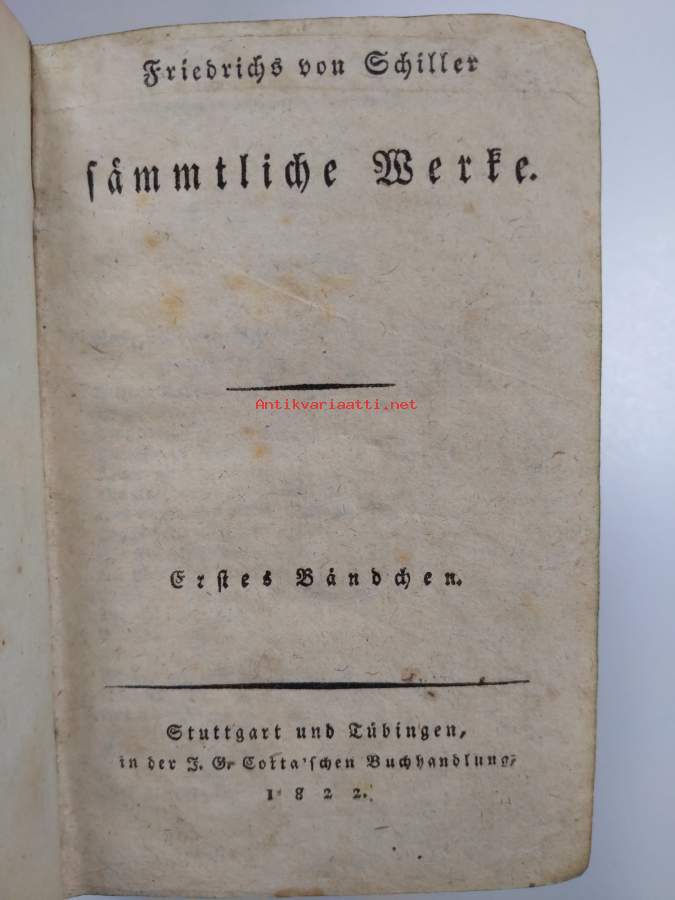 Friedrichs von Schiller
sämmtliche Werke.
Antikvariaatti.net
Erstes Bändchen.
Stuttgart und Tübingen,
in der J. G. Cotta'schen Buchhandlung,
1822.